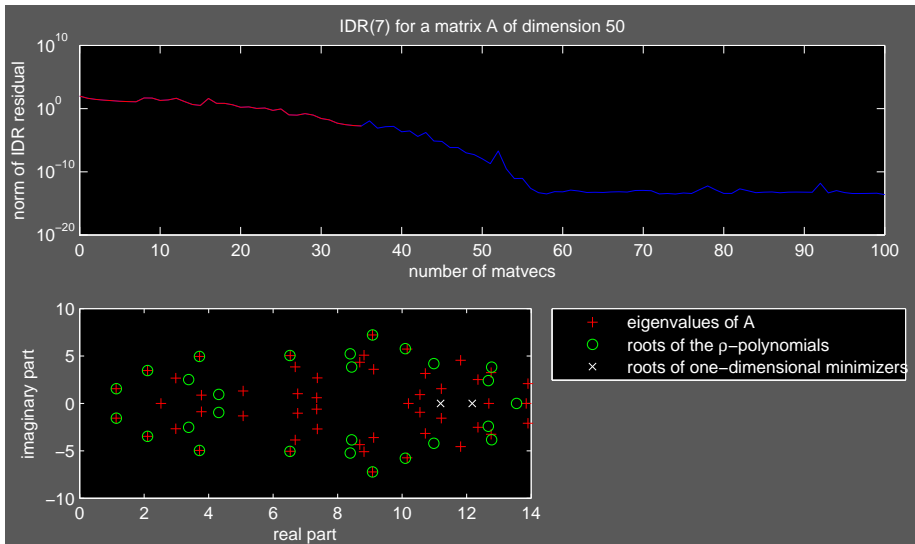 IDR(7) for a matrix A of dimension 50
10^10
10^0
10^−10
10^−20
norm of IDR residual
0 10 20 30 40 50 60 70 80 90 100
number of matvecs
10
5
0
−5
−10
imaginary part
0 2 4 6 8 10 12 14
real part
eigenvalues of A
roots of the ρ−polynomials
roots of one−dimensional minimizers